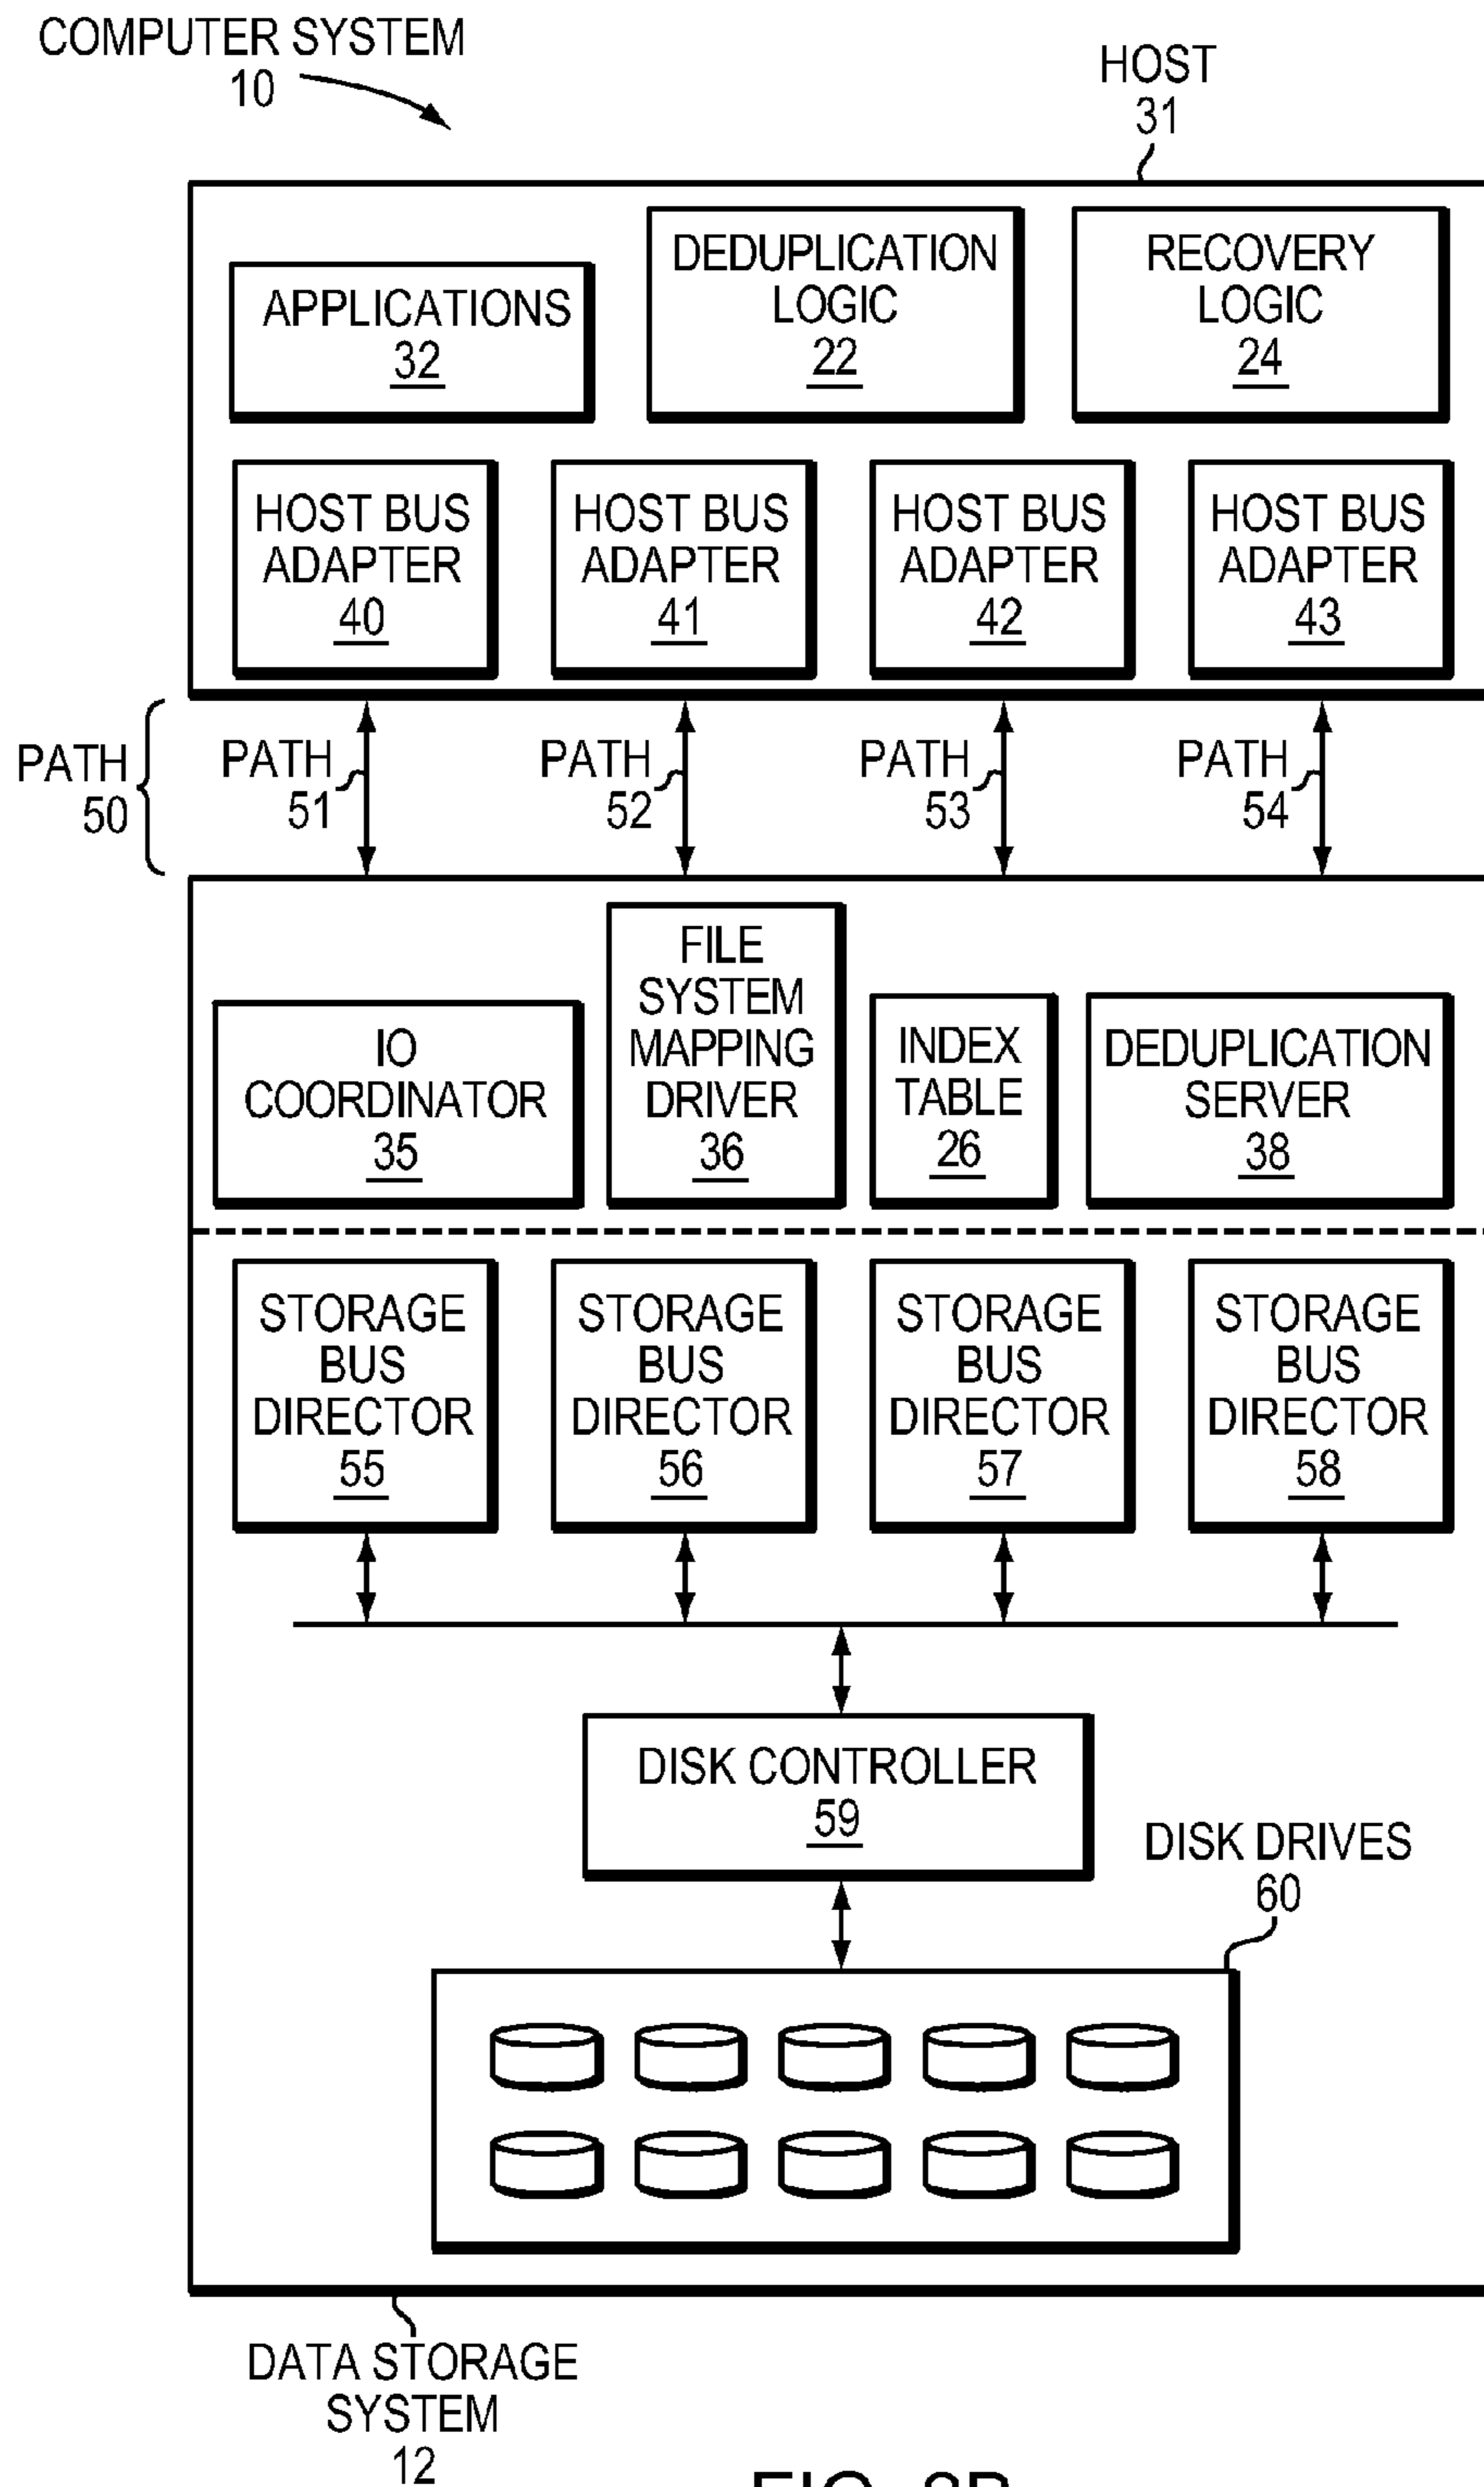 COMPUTER SYSTEM
10
HOST
31
APPLICATIONS
32
DEDUPLICATION
LOGIC
22
RECOVERY
LOGIC
24
HOST BUS
ADAPTER
40
HOST BUS
ADAPTER
41
HOST BUS
ADAPTER
42
HOST BUS
ADAPTER
43
PATH
50
PATH
51
PATH
52
PATH
53
PATH
54
IO
COORDINATOR
35
FILE
SYSTEM
MAPPING
DRIVER
36
INDEX
TABLE
26
DEDUPLICATION
SERVER
38
STORAGE
BUS
DIRECTOR
55
STORAGE
BUS
DIRECTOR
56
STORAGE
BUS
DIRECTOR
57
STORAGE
BUS
DIRECTOR
58
DISK CONTROLLER
59
DISK DRIVES
60
DATA STORAGE
SYSTEM
12
FIG.